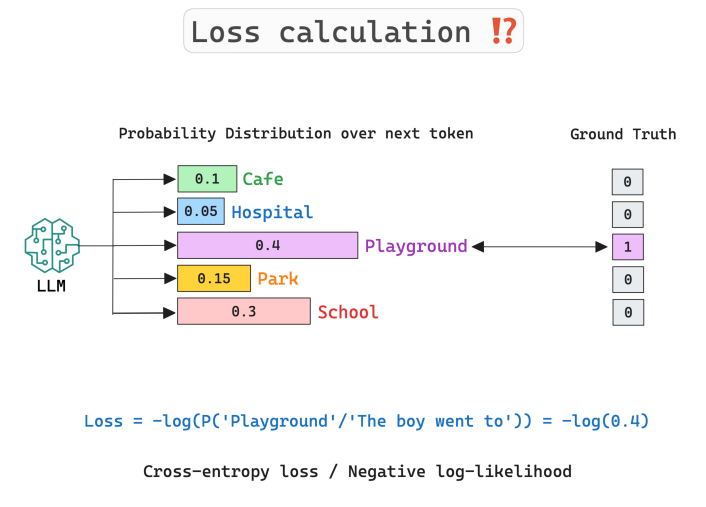 Loss calculation ⁉️
Probability Distribution over next token
Ground Truth
0.1 Cafe 0
0.05 Hospital 0
0.4 Playground 1
0.15 Park 0
0.3 School 0
LLM
Loss = -log(P('Playground'/'The boy went to')) = -log(0.4)
Cross-entropy loss / Negative log-likelihood